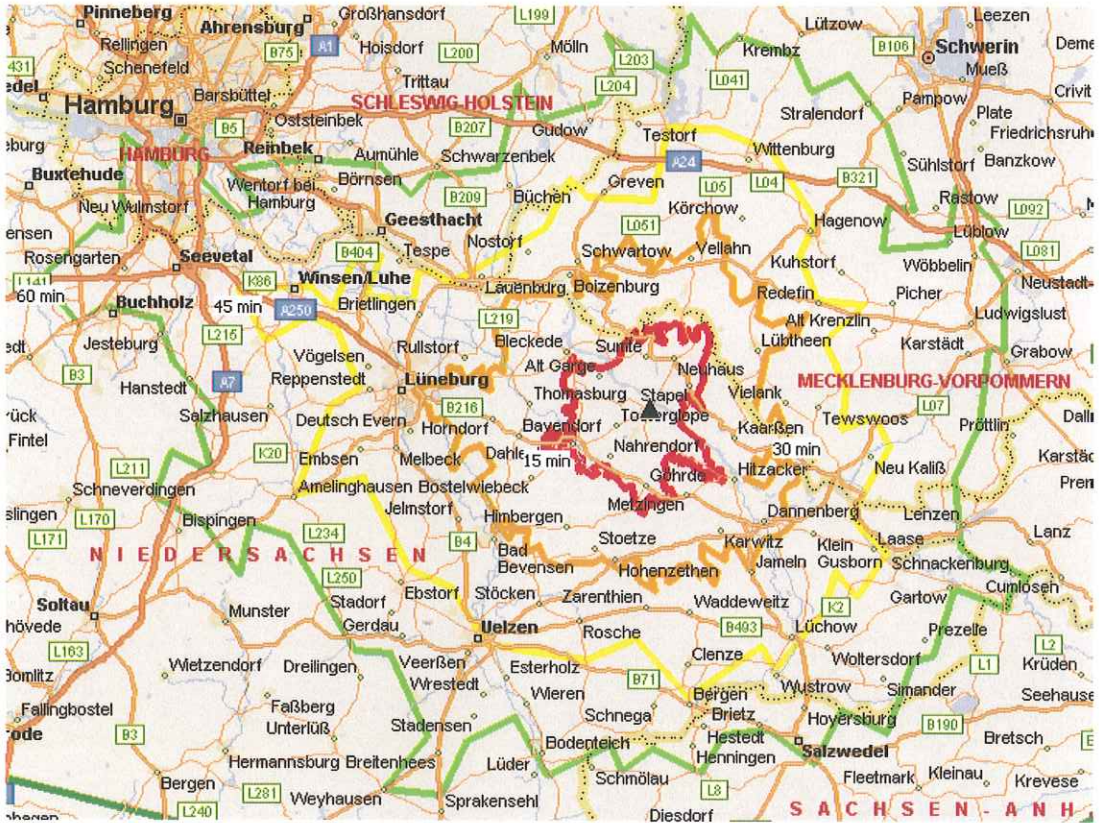 Pinneberg
Großhansdorf
L199
Lützow
Leezen
Ahrensburg
A1
Rellingen
B75
Hoisdorf
L200
Mölln
L203
Krembz
B106
Schwerin
Schenefeld
Trittau
L204
L041
Mueß
Barsbüttel
Hamburg
SCHLESWIG-HOLSTEIN
Stralendorf
Pampow
Crivit
B5
Oststeinbek
B207
Gudow
Testorf
Plate
HAMBURG
Reinbek
Aumühle
Schwarzenbek
A24
Wittenburg
Friedrichsruh
Buxtehude
Börnsen
B209
Greven
L05
L04
B321
Sühlstorf
Banzkow
Neu Wulmstorf
Wentorf bei
Hamburg
Büchen
Körchow
Rastow
L092
Geesthacht
L051
Hagenow
Rosengarten
B404
Tespe
Nostorf
Schwartow
Vellahn
Lüblow
L081
Seevetal
K86
Winsen/Luhe
Kuhstorf
Wöbbelin
L141
60 min
Lauenburg
Boizenburg
Neustadt-
Buchholz
45 min
A250
Brietlingen
Redefin
Picher
L219
Alt Krenzlin
Ludwigslust
L215
Jesteburg
Rullstorf
Bleckede
Sumte
Lübtheen
Karstädt
Grabow
B3
Vögelsen
Alt Garge
Neuhaus
Reppenstedt
Lüneburg
MECKLENBURG-VORPOMMERN
Hanstedt
A7
Thomasburg
Stapel
Vielank
L07
Salzhausen
Deutsch Evern
B216
Tosterglope
Tewswoos
Fintel
Horndorf
Bavendorf
Kaarßen
Pröttlin
K20
Embsen
Melbeck
Nahrendorf
30 min
L211
15 min
Göhrde
Hitzacker
Neu Kaliß
Schneverdingen
Amelinghausen
Bostelwiebeck
Metzingen
L170
Jelmstorf
Himbergen
Dannenberg
Lenzen
Lanz
L171
Bispingen
L234
B4
Stoetze
Karwitz
Klein
Gusborn
Laase
NIEDERSACHSEN
Bad
Bevensen
Hohenzethen
Jameln
Schnackenburg
L250
Ebstorf
Stöcken
Zarenthien
Waddeweitz
Gartow
Cumlosen
Soltau
Stadorf
K2
Munster
Gerdau
Uelzen
Rosche
B493
Lüchow
Prezelle
L2
L163
Wietzendorf
Dreilingen
Veerßen
Esterholz
Clenze
Woltersdorf
L1
Krüden
Wrestedt
Wieren
B71
Bergen
Wustrow
Simander
Fallingbostel
Faßberg
Unterlüß
Stadensen
Schnega
Brietz
Hoyersburg
B190
B3
Bodenteich
Hestedt
Salzwedel
Bretsch
Hermannsburg
Breitenhees
Lüder
Henningen
Bergen
Schmölau
Fleetmark
Kleinau
Krevese
L281
Weyhausen
Sprakensehl
L8
L240
Diesdorf
SACHSEN-ANH